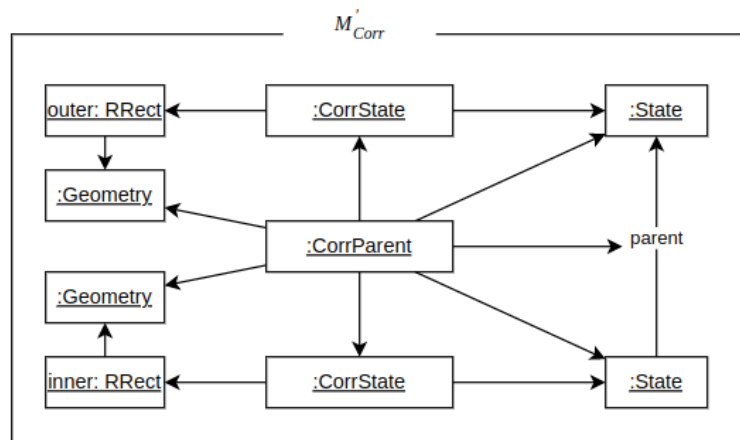 M'Corr
outer: RRect :CorrState :State
:Geometry
:CorrParent parent
:Geometry
inner: RRect :CorrState :State